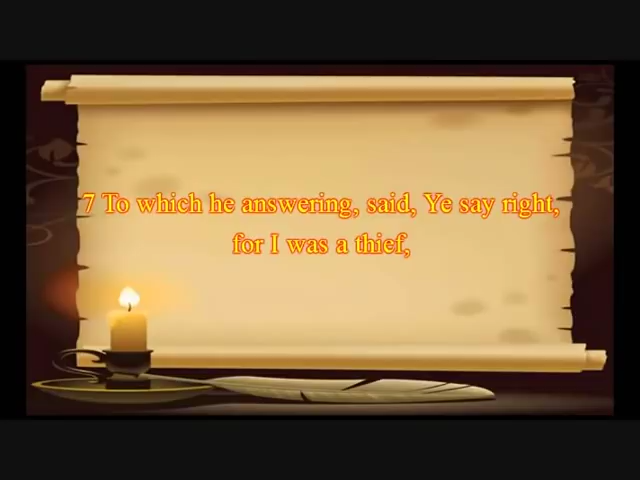 7 To which he answering, said, Ye say right,
for I was a thief,